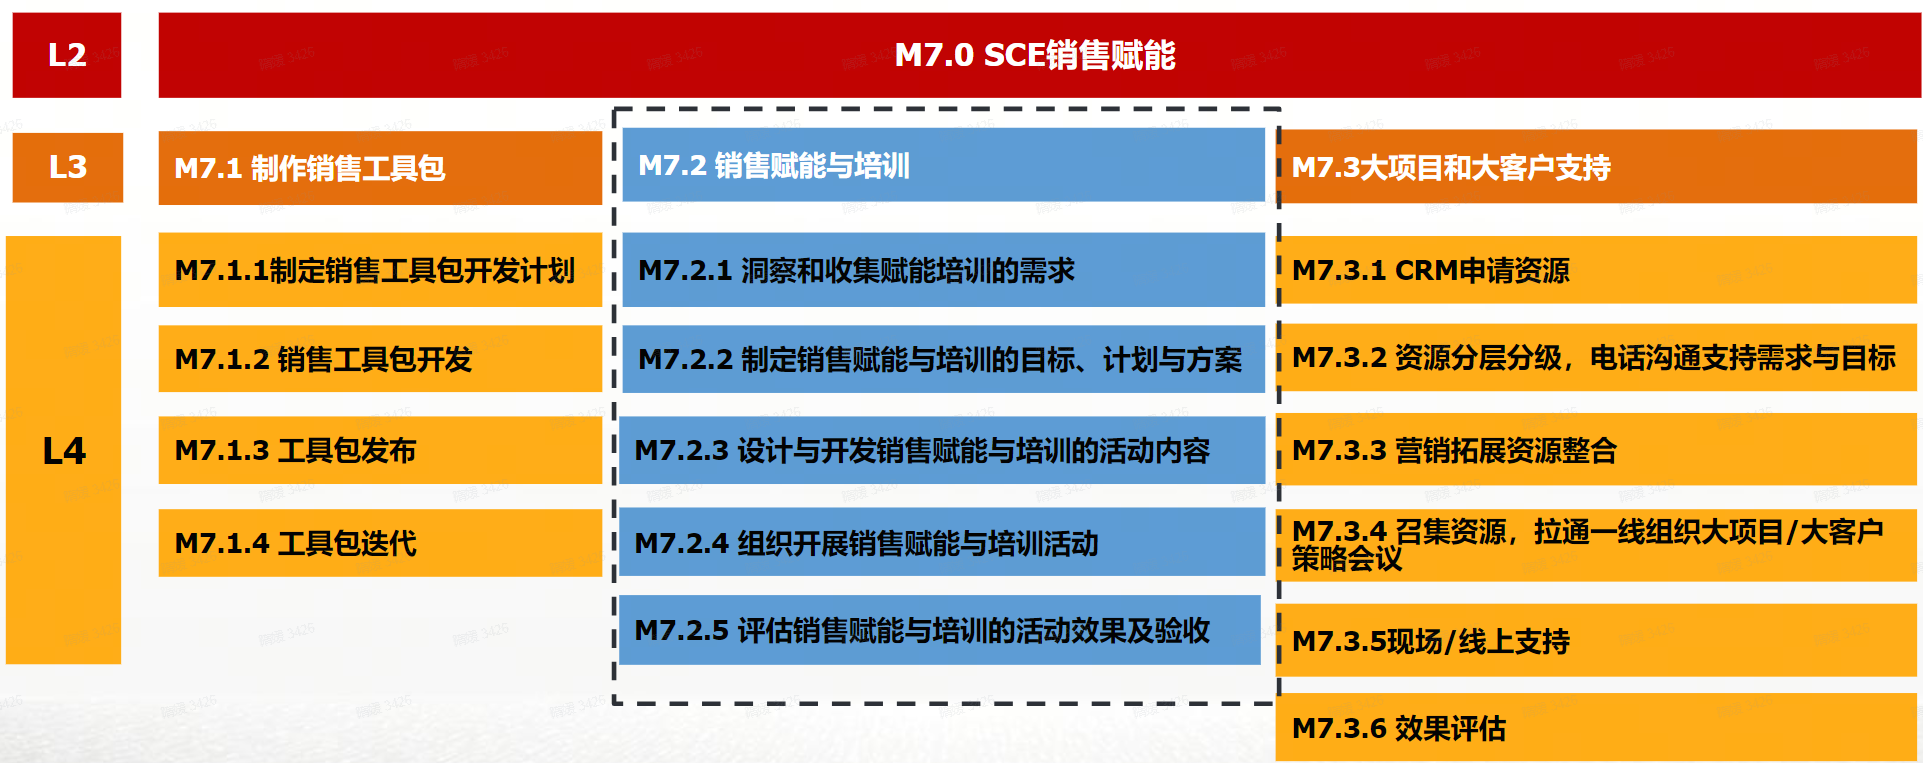 L2
M7.0 SCE销售赋能
L3
M7.1 制作销售工具包
M7.2 销售赋能与培训
M7.3大项目和大客户支持
L4
M7.1.1制定销售工具包开发计划
M7.1.2 销售工具包开发
M7.1.3 工具包发布
M7.1.4 工具包迭代
M7.2.1 洞察和收集赋能培训的需求
M7.2.2 制定销售赋能与培训的目标、计划与方案
M7.2.3 设计与开发销售赋能与培训的活动内容
M7.2.4 组织开展销售赋能与培训活动
M7.2.5 评估销售赋能与培训的活动效果及验收
M7.3.1 CRM申请资源
M7.3.2 资源分层分级，电话沟通支持需求与目标
M7.3.3 营销拓展资源整合
M7.3.4 召集资源，拉通一线组织大项目/大客户
策略会议
M7.3.5现场/线上支持
M7.3.6 效果评估